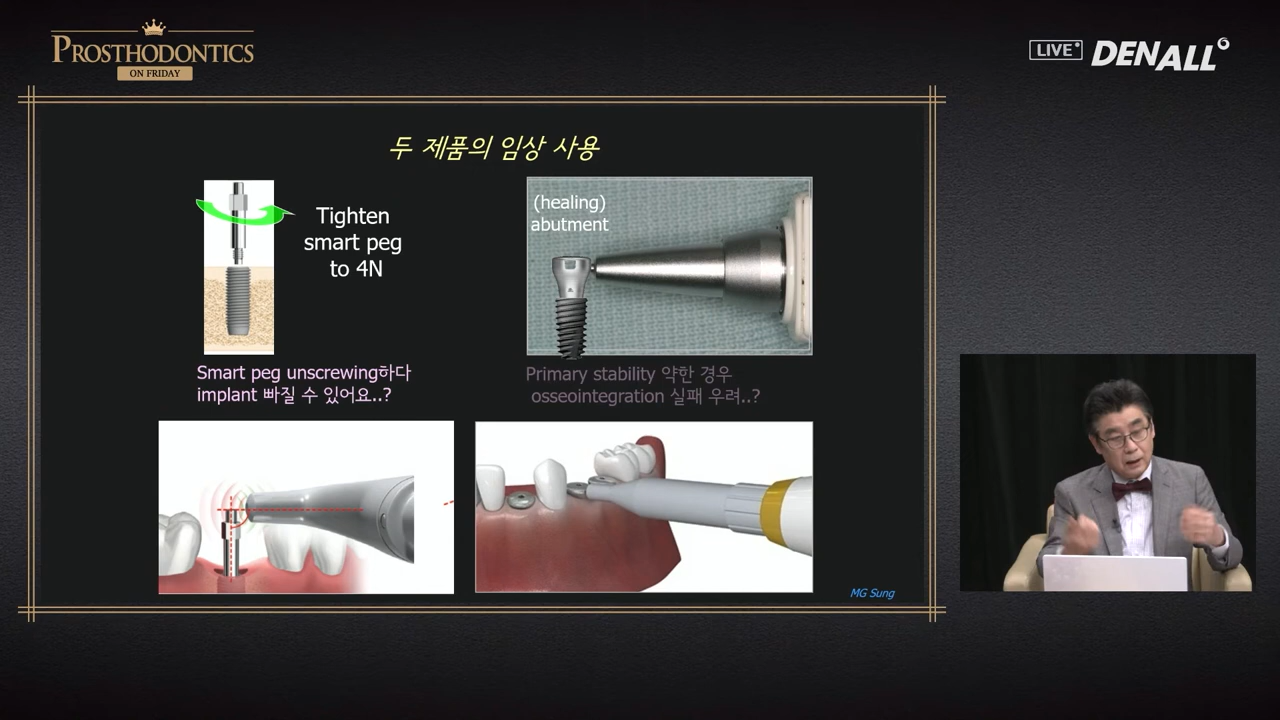 PROSTHODONTICS
ON FRIDAY
LIVE
DENALL
두 제품의 임상 사용
Tighten
smart peg
to 4N
(healing)
abutment
Smart peg unscrewing하다
implant 빠질 수 있어요..?
Primary stability 약한 경우
osseointegration 실패 우려..?
MG Sung